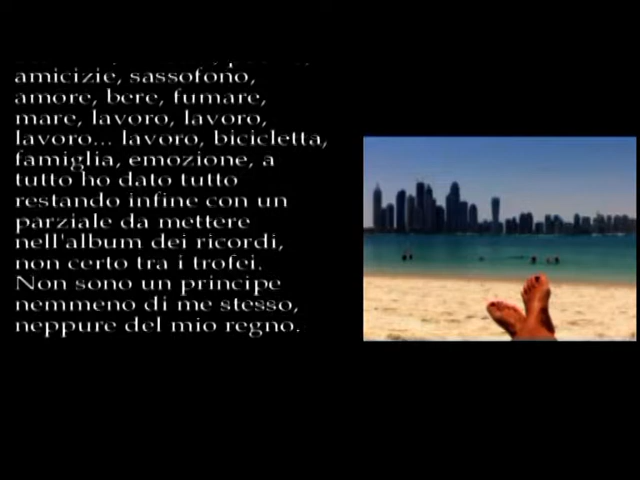 amicizie, sassofono,
amore, bere, fumare,
mare, lavoro, lavoro,
lavoro... lavoro, bicicletta,
famiglia, emozione, a
tutto ho dato tutto
restando infine con un
parziale da mettere
nell'album dei ricordi,
non certo tra i trofei.
Non sono un principe
nemmeno di me stesso,
neppure del mio regno.